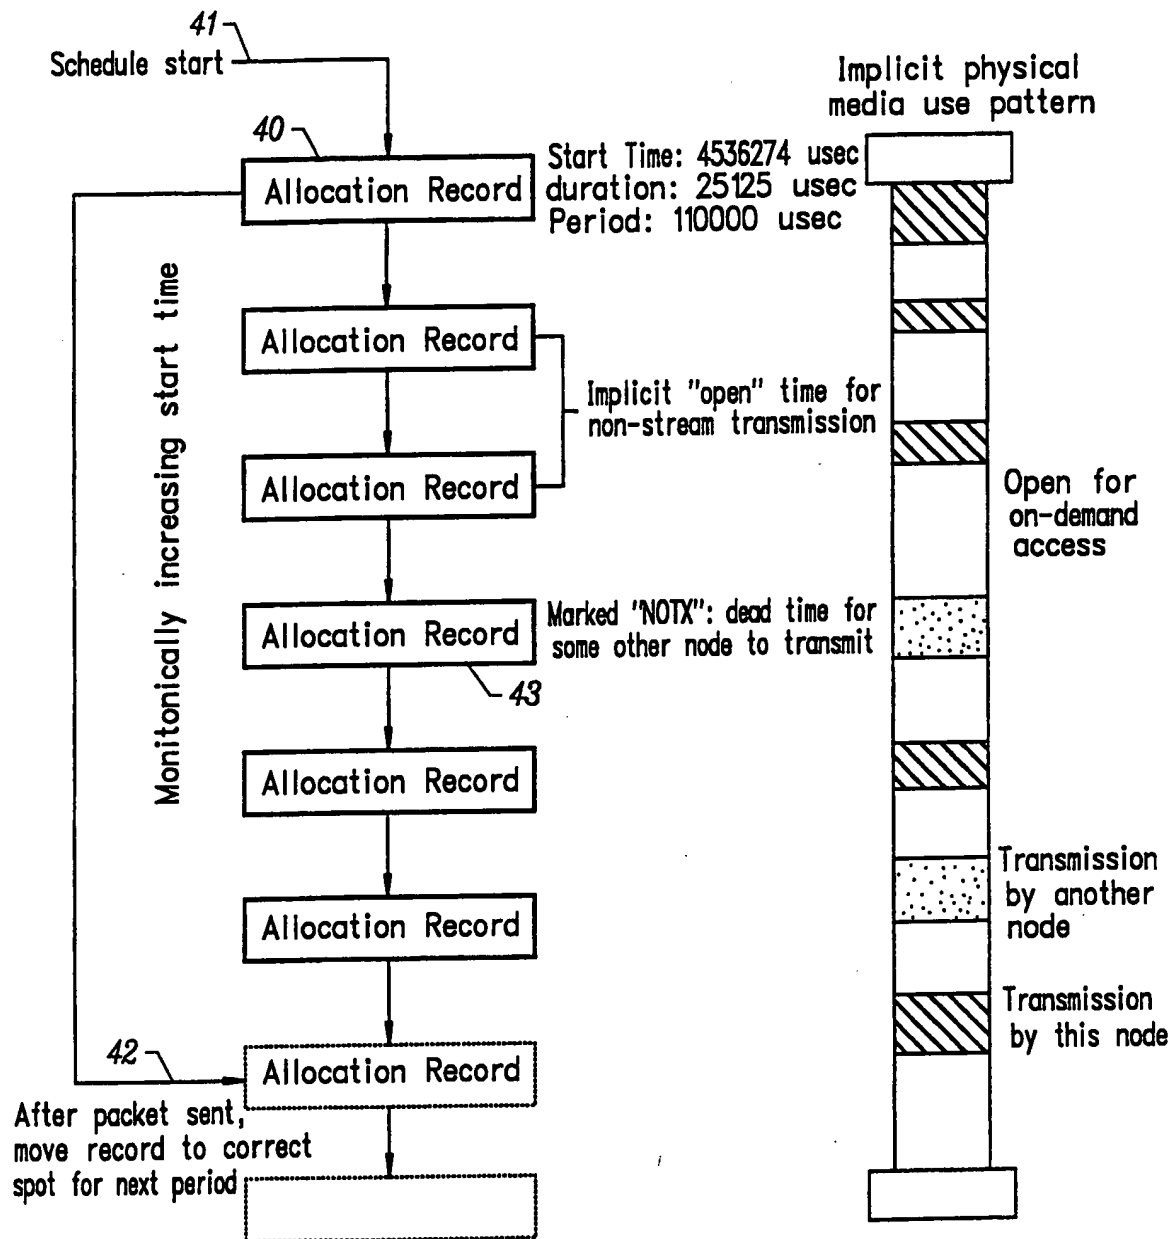 41
Schedule start
Implicit physical
media use pattern
40
Allocation Record
Start Time: 4536274 usec
duration: 25125 usec
Period: 110000 usec
Monitonically increasing start time
Allocation Record
Implicit "open" time for
non-stream transmission
Allocation Record
Open for
on-demand
access
Allocation Record
Marked "NOTX": dead time for
some other node to transmit
43
Allocation Record
Allocation Record
Transmission
by another
node
Transmission
by this node
42
Allocation Record
After packet sent,
move record to correct
spot for next period